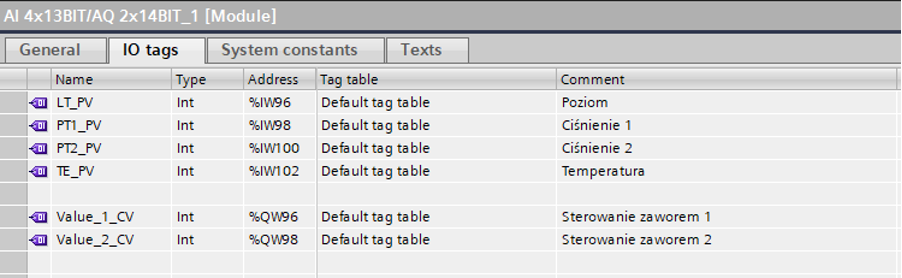 AI 4x13BIT/AQ 2x14BIT_1 [Module]
General IO tags System constants Texts
Name Type Address Tag table Comment
LT_PV Int %IW96 Default tag table Poziom
PT1_PV Int %IW98 Default tag table Ciśnienie 1
PT2_PV Int %IW100 Default tag table Ciśnienie 2
TE_PV Int %IW102 Default tag table Temperatura
Value_1_CV Int %QW96 Default tag table Sterowanie zaworem 1
Value_2_CV Int %QW98 Default tag table Sterowanie zaworem 2